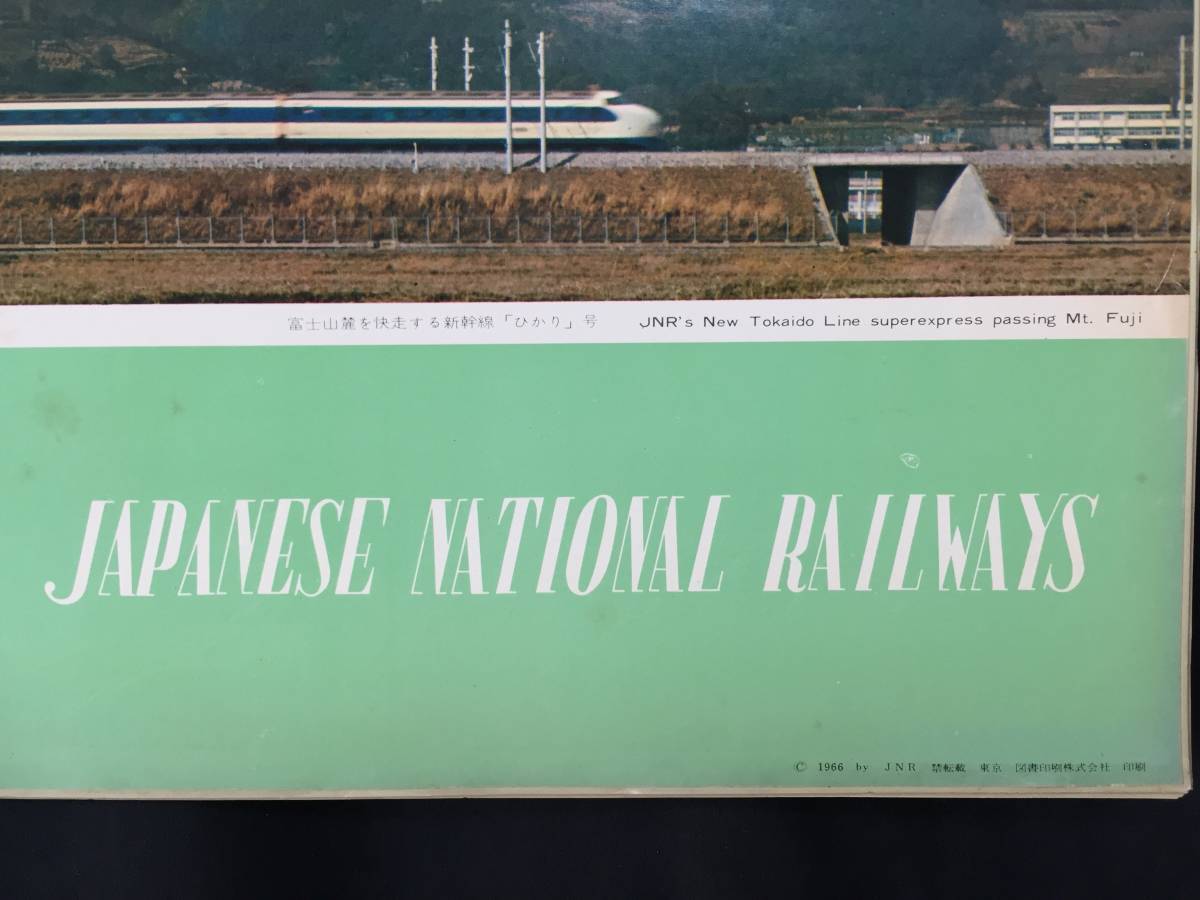 富士山麓を快走する新幹線「ひかり」号 JNR's New Tokaido Line superexpress passing Mt. Fuji
JAPANESE NATIONAL RAILWAYS
© 1966 by JNR 禁転載 東京 図書印刷株式会社 印刷